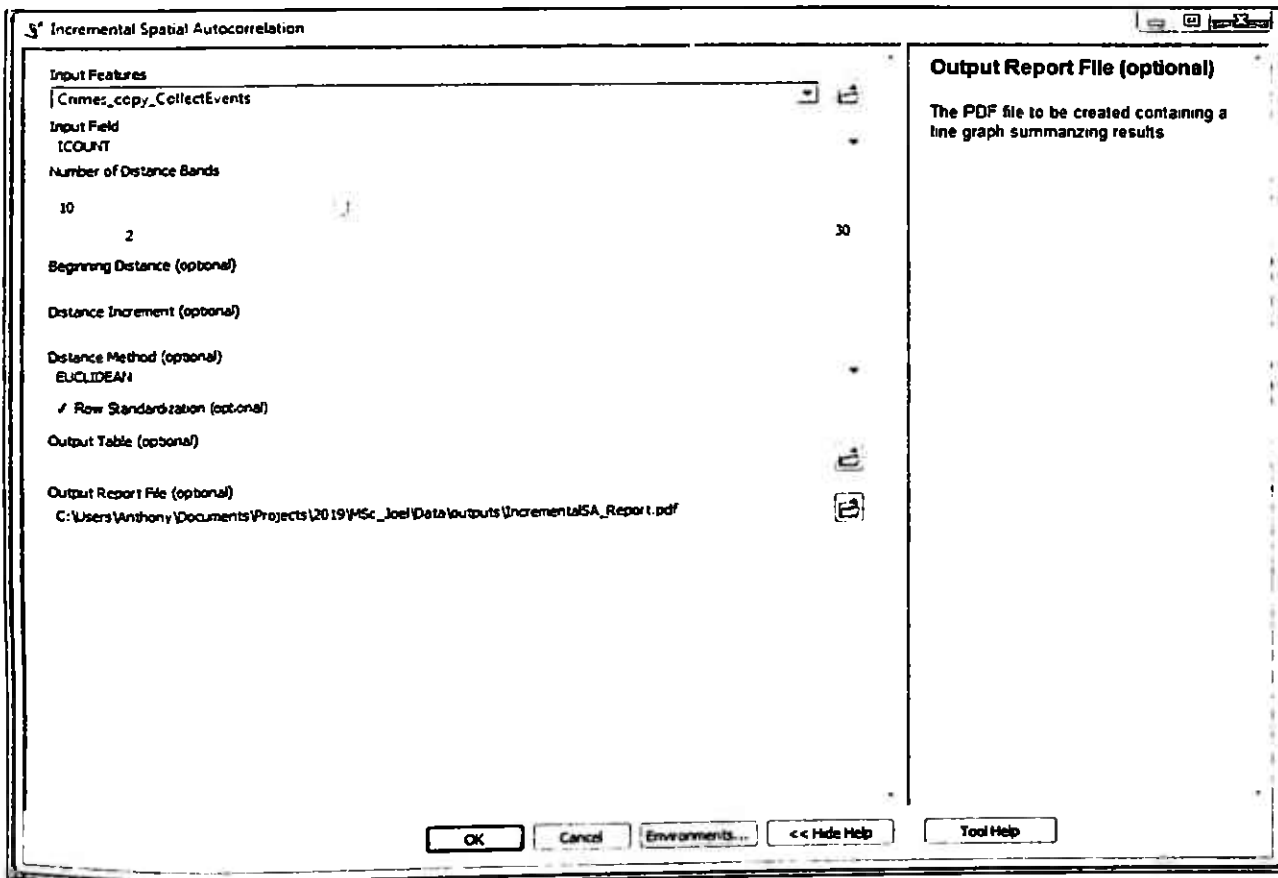 Incremental Spatial Autocorrelation
Input Features
Crimes_copy_CollectEvents
Input Field
ICOUNT
Number of Distance Bands
10
2
30
Beginning Distance (optional)
Distance Increment (optional)
Distance Method (optional)
EUCLIDEAN
✓ Row Standardization (optional)
Output Table (optional)
Output Report File (optional)
C:\Users\Anthony\Documents\Projects\2019\MSc_Joel\Data\outputs\IncrementalSA_Report.pdf
OK
Cancel
Environments...
<< Hide Help
Tool Help
Output Report File (optional)
The PDF file to be created containing a
line graph summarizing results